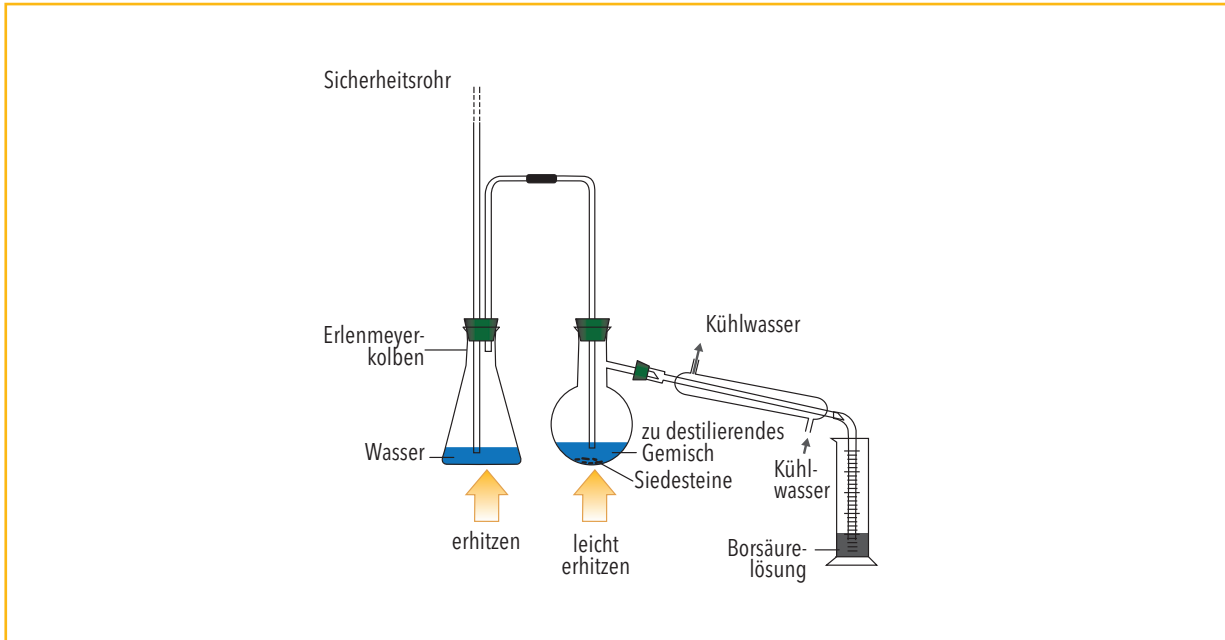 Sicherheitsrohr
Erlenmeyer-
kolben
Kühlwasser
Wasser
zu destilierendes
Gemisch
Siedesteine
Kühl-
wasser
erhitzen
leicht
erhitzen
Borsäure-
lösung